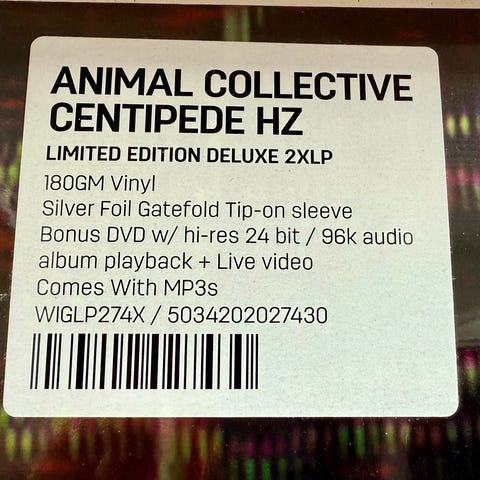 ANIMAL COLLECTIVE
CENTIPEDE HZ
LIMITED EDITION DELUXE 2XLP
180GM Vinyl
Silver Foil Gatefold Tip-on sleeve
Bonus DVD w/ hi-res 24 bit / 96k audio
album playback + Live video
Comes With MP3s
WIGLP274X / 5034202027430